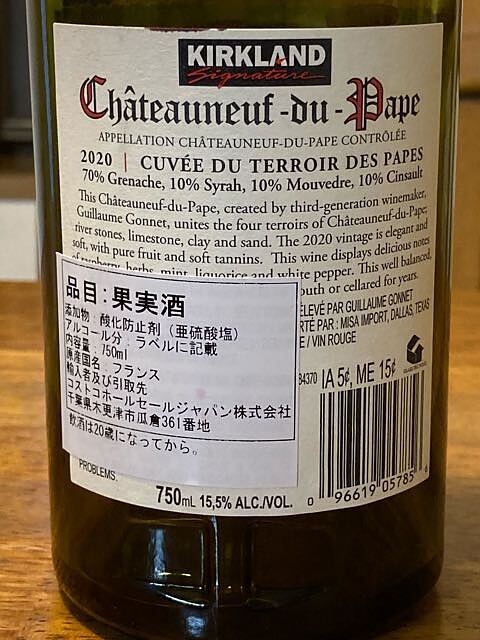 KIRKLAND
Signature
Châteauneuf-du-Pape
APPELLATION CHÂTEAUNEUF-DU-PAPE CONTRÔLÉE
2020 | CUVÉE DU TERROIR DES PAPES
70% Grenache, 10% Syrah, 10% Mouvedre, 10% Cinsault
This Châteauneuf-du-Pape, created by third-generation winemaker,
Guillaume Gonnet, unites the four terroirs of Châteauneuf-du-Pape;
river stones, limestone, clay and sand. The 2020 vintage is elegant and
soft, with pure fruit and soft tannins. This wine displays delicious notes
of raspberry, herbs, mint, liquorice and white pepper. This well balanced,
youth or cellared for years.
ÉLEVÉ PAR GUILLAUME GONNET
RTÉ PAR : MISA IMPORT, DALLAS, TEXAS
E / VIN ROUGE
84370
IA 5¢, ME 15¢
品目:果実酒
添加物:酸化防止剤(亜硫酸塩)
アルコール分:ラベルに記載
内容量:750ml
原産国名:フランス
輸入者及び引取先
コストコホールセールジャパン株式会社
千葉県木更津市瓜倉361番地
飲酒は20歳になってから。
PROBLEMS.
750mL 15,5% ALC./VOL.
0 96619 05785 6